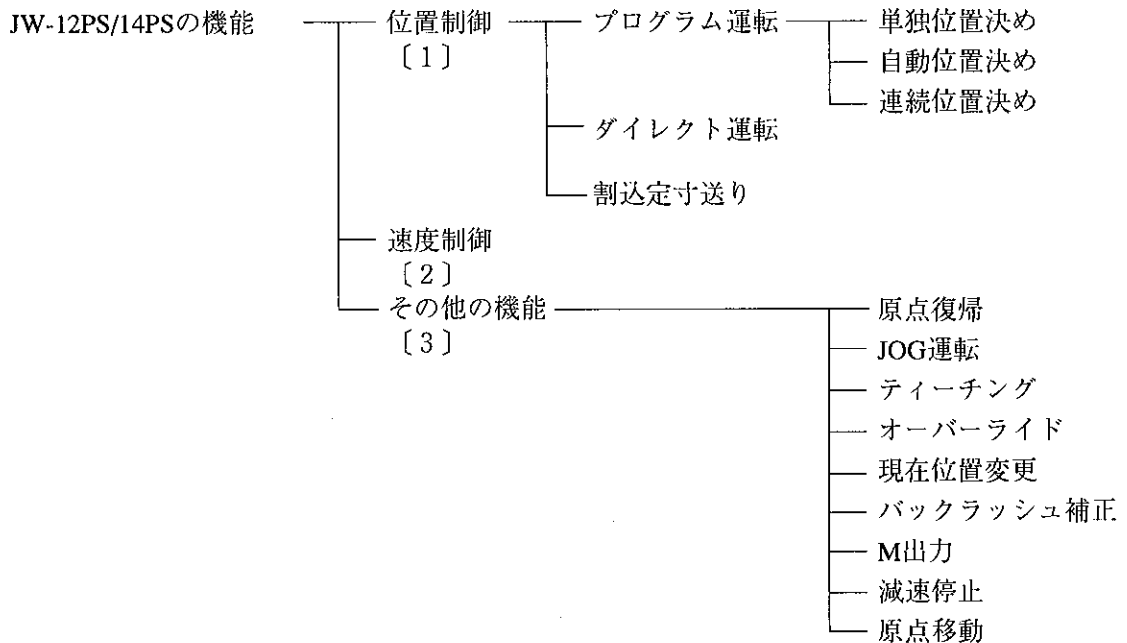 JW-12PS/14PSの機能
位置制御
〔1〕
プログラム運転
単独位置決め
自動位置決め
連続位置決め
ダイレクト運転
割込定寸送り
速度制御
〔2〕
その他の機能
〔3〕
原点復帰
JOG運転
ティーチング
オーバーライド
現在位置変更
バックラッシュ補正
M出力
減速停止
原点移動